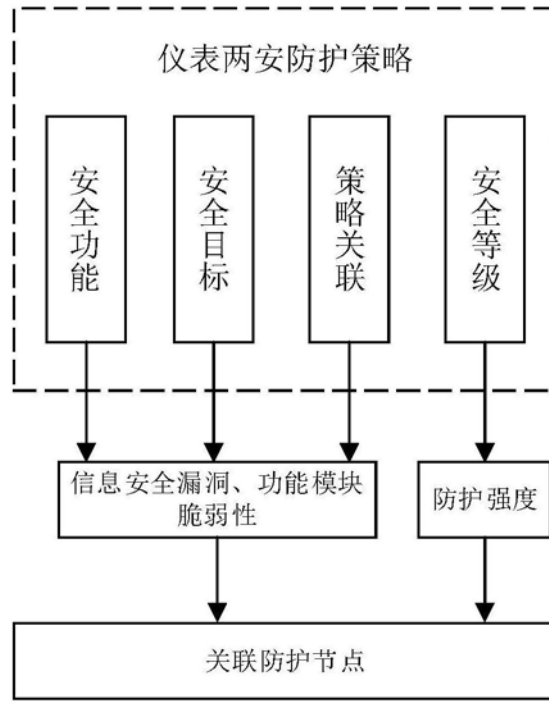 仪表两安防护策略
安全功能
安全目标
策略关联
安全等级
信息安全漏洞、功能模块
脆弱性
防护强度
关联防护节点